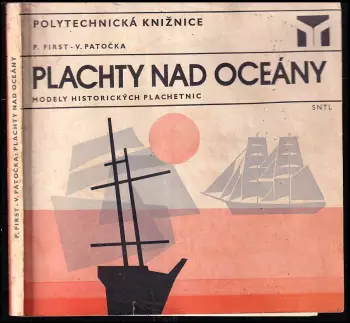 POLYTECHNICKÁ KNIŽNICE
P. FIRST - V. PATOČKA
PLACHTY NAD OCEÁNY
MODELY HISTORICKÝCH PLACHETNIC
SNTL
P. FIRST-V. PATOČKA: PLACHTY NAD OCEÁNY